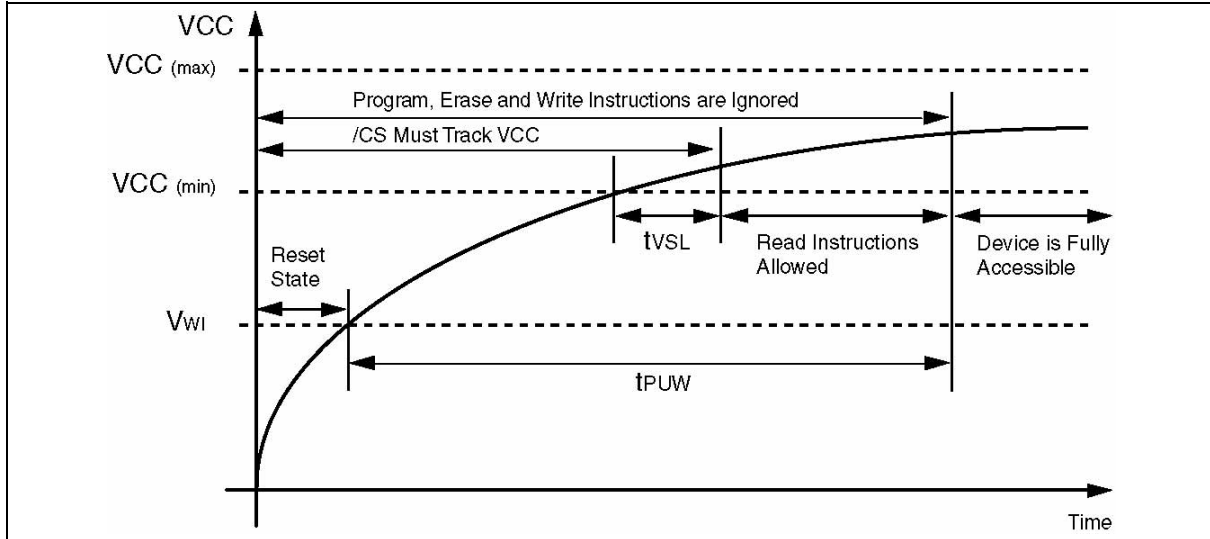 VCC
VCC (max)
Program, Erase and Write Instructions are Ignored
/CS Must Track VCC
VCC (min)
tVSL
Read Instructions
Allowed
Device is Fully
Accessible
Reset
State
VWI
tPUW
Time